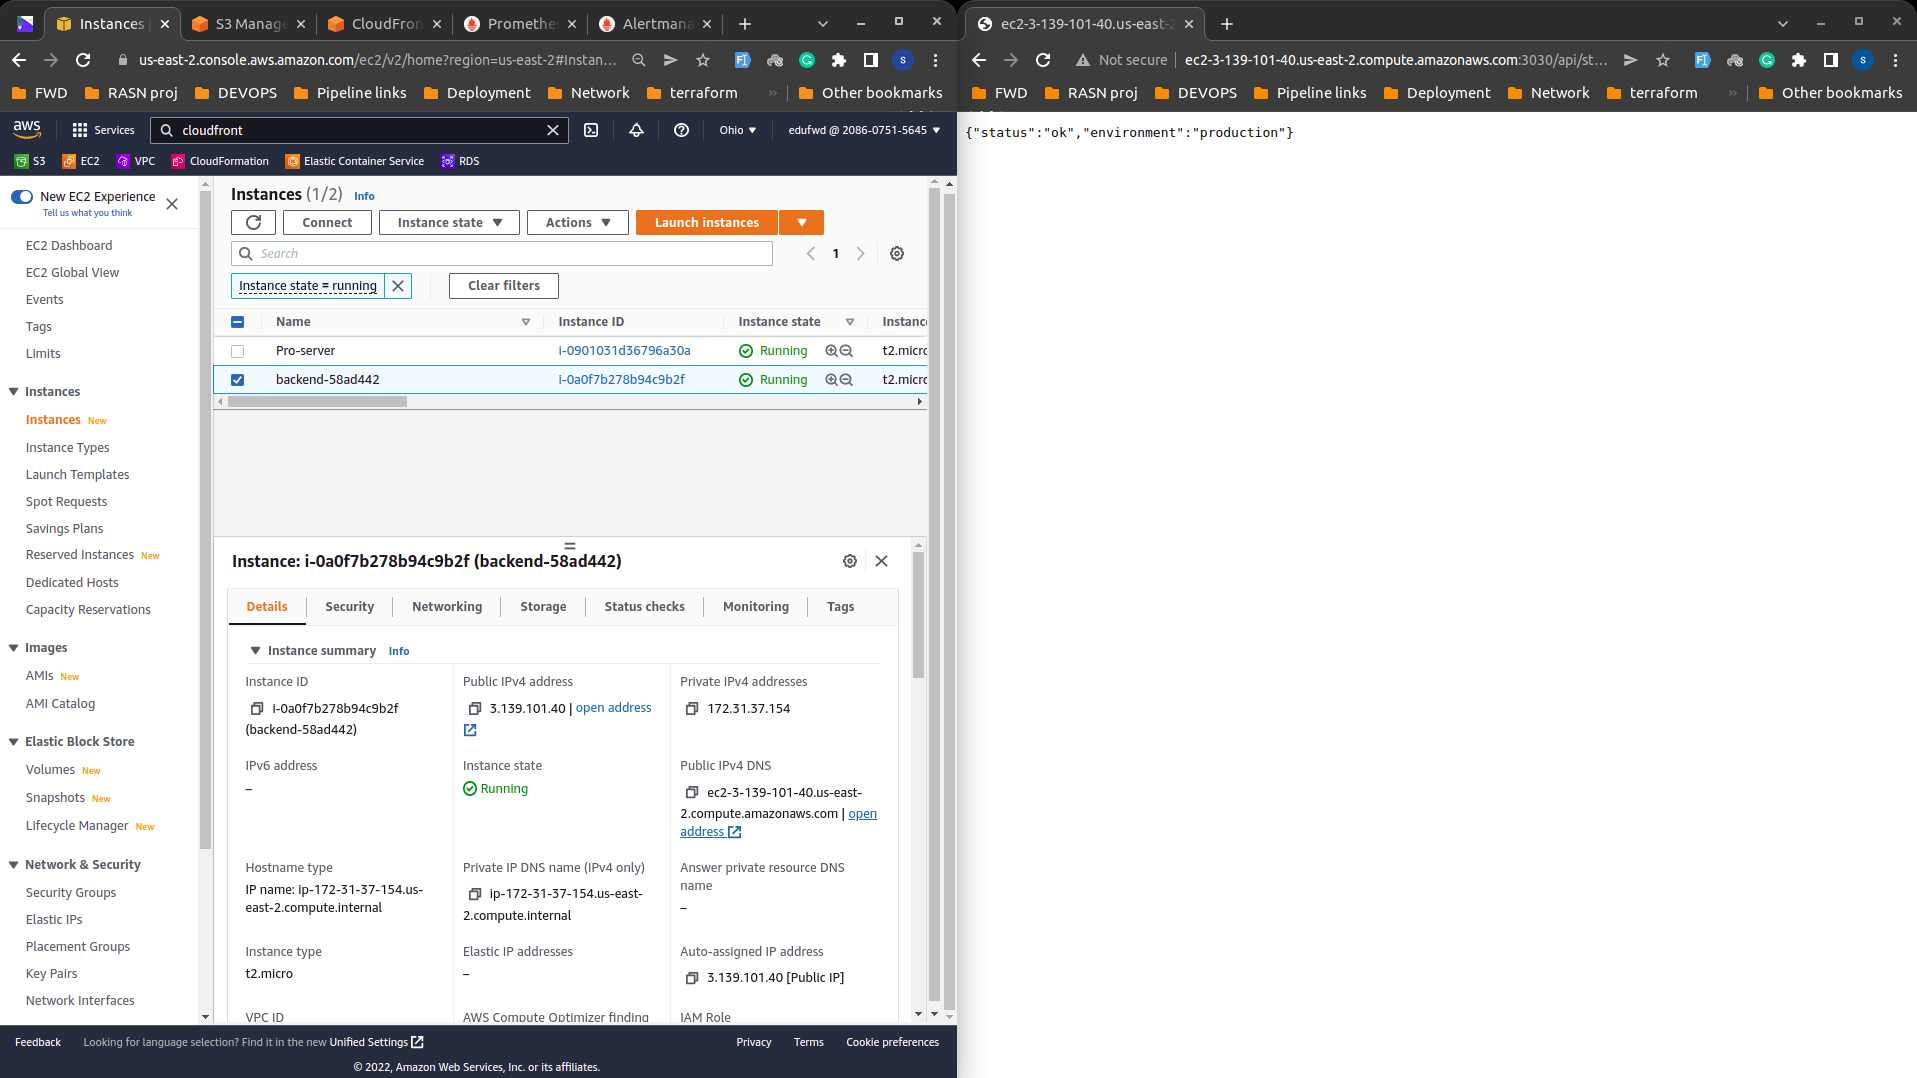 Instances
S3 Manage
CloudFron
Promethe
Alertmana
us-east-2.console.aws.amazon.com/ec2/v2/home?region=us-east-2#Instan...
FWD
RASN proj
DEVOPS
Pipeline links
Deployment
Network
terraform
»
Other bookmarks
aws
Services
cloudfront
Ohio
edufwd @ 2086-0751-5645
S3
EC2
VPC
CloudFormation
Elastic Container Service
RDS
New EC2 Experience
Tell us what you think
EC2 Dashboard
EC2 Global View
Events
Tags
Limits
Instances
Instances New
Instance Types
Launch Templates
Spot Requests
Savings Plans
Reserved Instances New
Dedicated Hosts
Capacity Reservations
Images
AMIs New
AMI Catalog
Elastic Block Store
Volumes New
Snapshots New
Lifecycle Manager New
Network & Security
Security Groups
Elastic IPs
Placement Groups
Key Pairs
Network Interfaces
Instances (1/2) Info
Connect
Instance state
Actions
Launch instances
Search
1
Instance state = running
Clear filters
Name Instance ID Instance state Instanc
Pro-server i-0901031d36796a30a Running t2.micr
backend-58ad442 i-0a0f7b278b94c9b2f Running t2.micr
Instance: i-0a0f7b278b94c9b2f (backend-58ad442)
Details Security Networking Storage Status checks Monitoring Tags
Instance summary Info
Instance ID
i-0a0f7b278b94c9b2f
(backend-58ad442)
Public IPv4 address
3.139.101.40 | open address
Private IPv4 addresses
172.31.37.154
IPv6 address
–
Instance state
Running
Public IPv4 DNS
ec2-3-139-101-40.us-east-
2.compute.amazonaws.com | open
address
Hostname type
IP name: ip-172-31-37-154.us-
east-2.compute.internal
Private IP DNS name (IPv4 only)
ip-172-31-37-154.us-east-
2.compute.internal
Answer private resource DNS
name
–
Instance type
t2.micro
Elastic IP addresses
–
Auto-assigned IP address
3.139.101.40 [Public IP]
VPC ID
AWS Compute Optimizer finding
IAM Role
Feedback
Looking for language selection? Find it in the new Unified Settings
Privacy
Terms
Cookie preferences
© 2022, Amazon Web Services, Inc. or its affiliates.
ec2-3-139-101-40.us-east-2
Not secure
ec2-3-139-101-40.us-east-2.compute.amazonaws.com:3030/api/st...
S
FWD
RASN proj
DEVOPS
Pipeline links
Deployment
Network
terraform
»
Other bookmarks
{"status":"ok","environment":"production"}